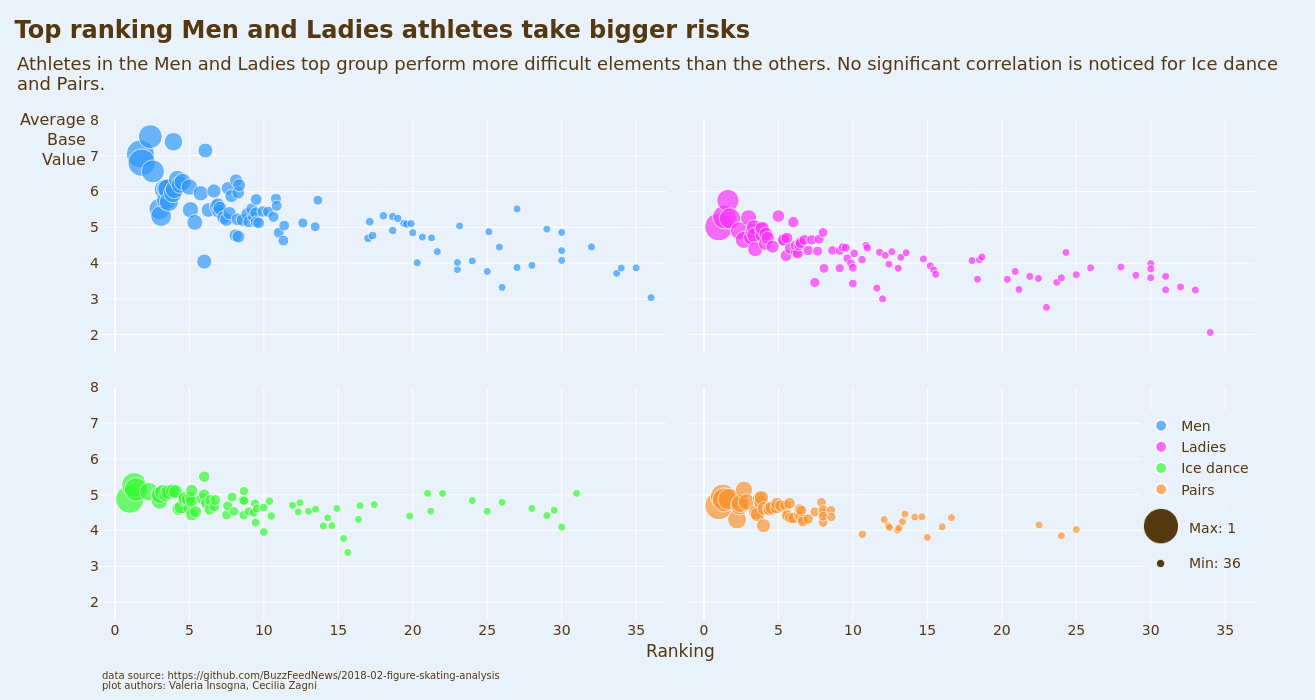 Top ranking Men and Ladies athletes take bigger risks
Athletes in the Men and Ladies top group perform more difficult elements than the others. No significant correlation is noticed for Ice dance
and Pairs.
Average
Base
Value
8
7
6
5
4
3
2
8
7
6
5
4
3
2
Men
Ladies
Ice dance
Pairs
Max: 1
Min: 36
0 5 10 15 20 25 30 35
0 5 10 15 20 25 30 35
Ranking
data source: https://github.com/BuzzFeedNews/2018-02-figure-skating-analysis
plot authors: Valeria Insogna, Cecilia Zagni